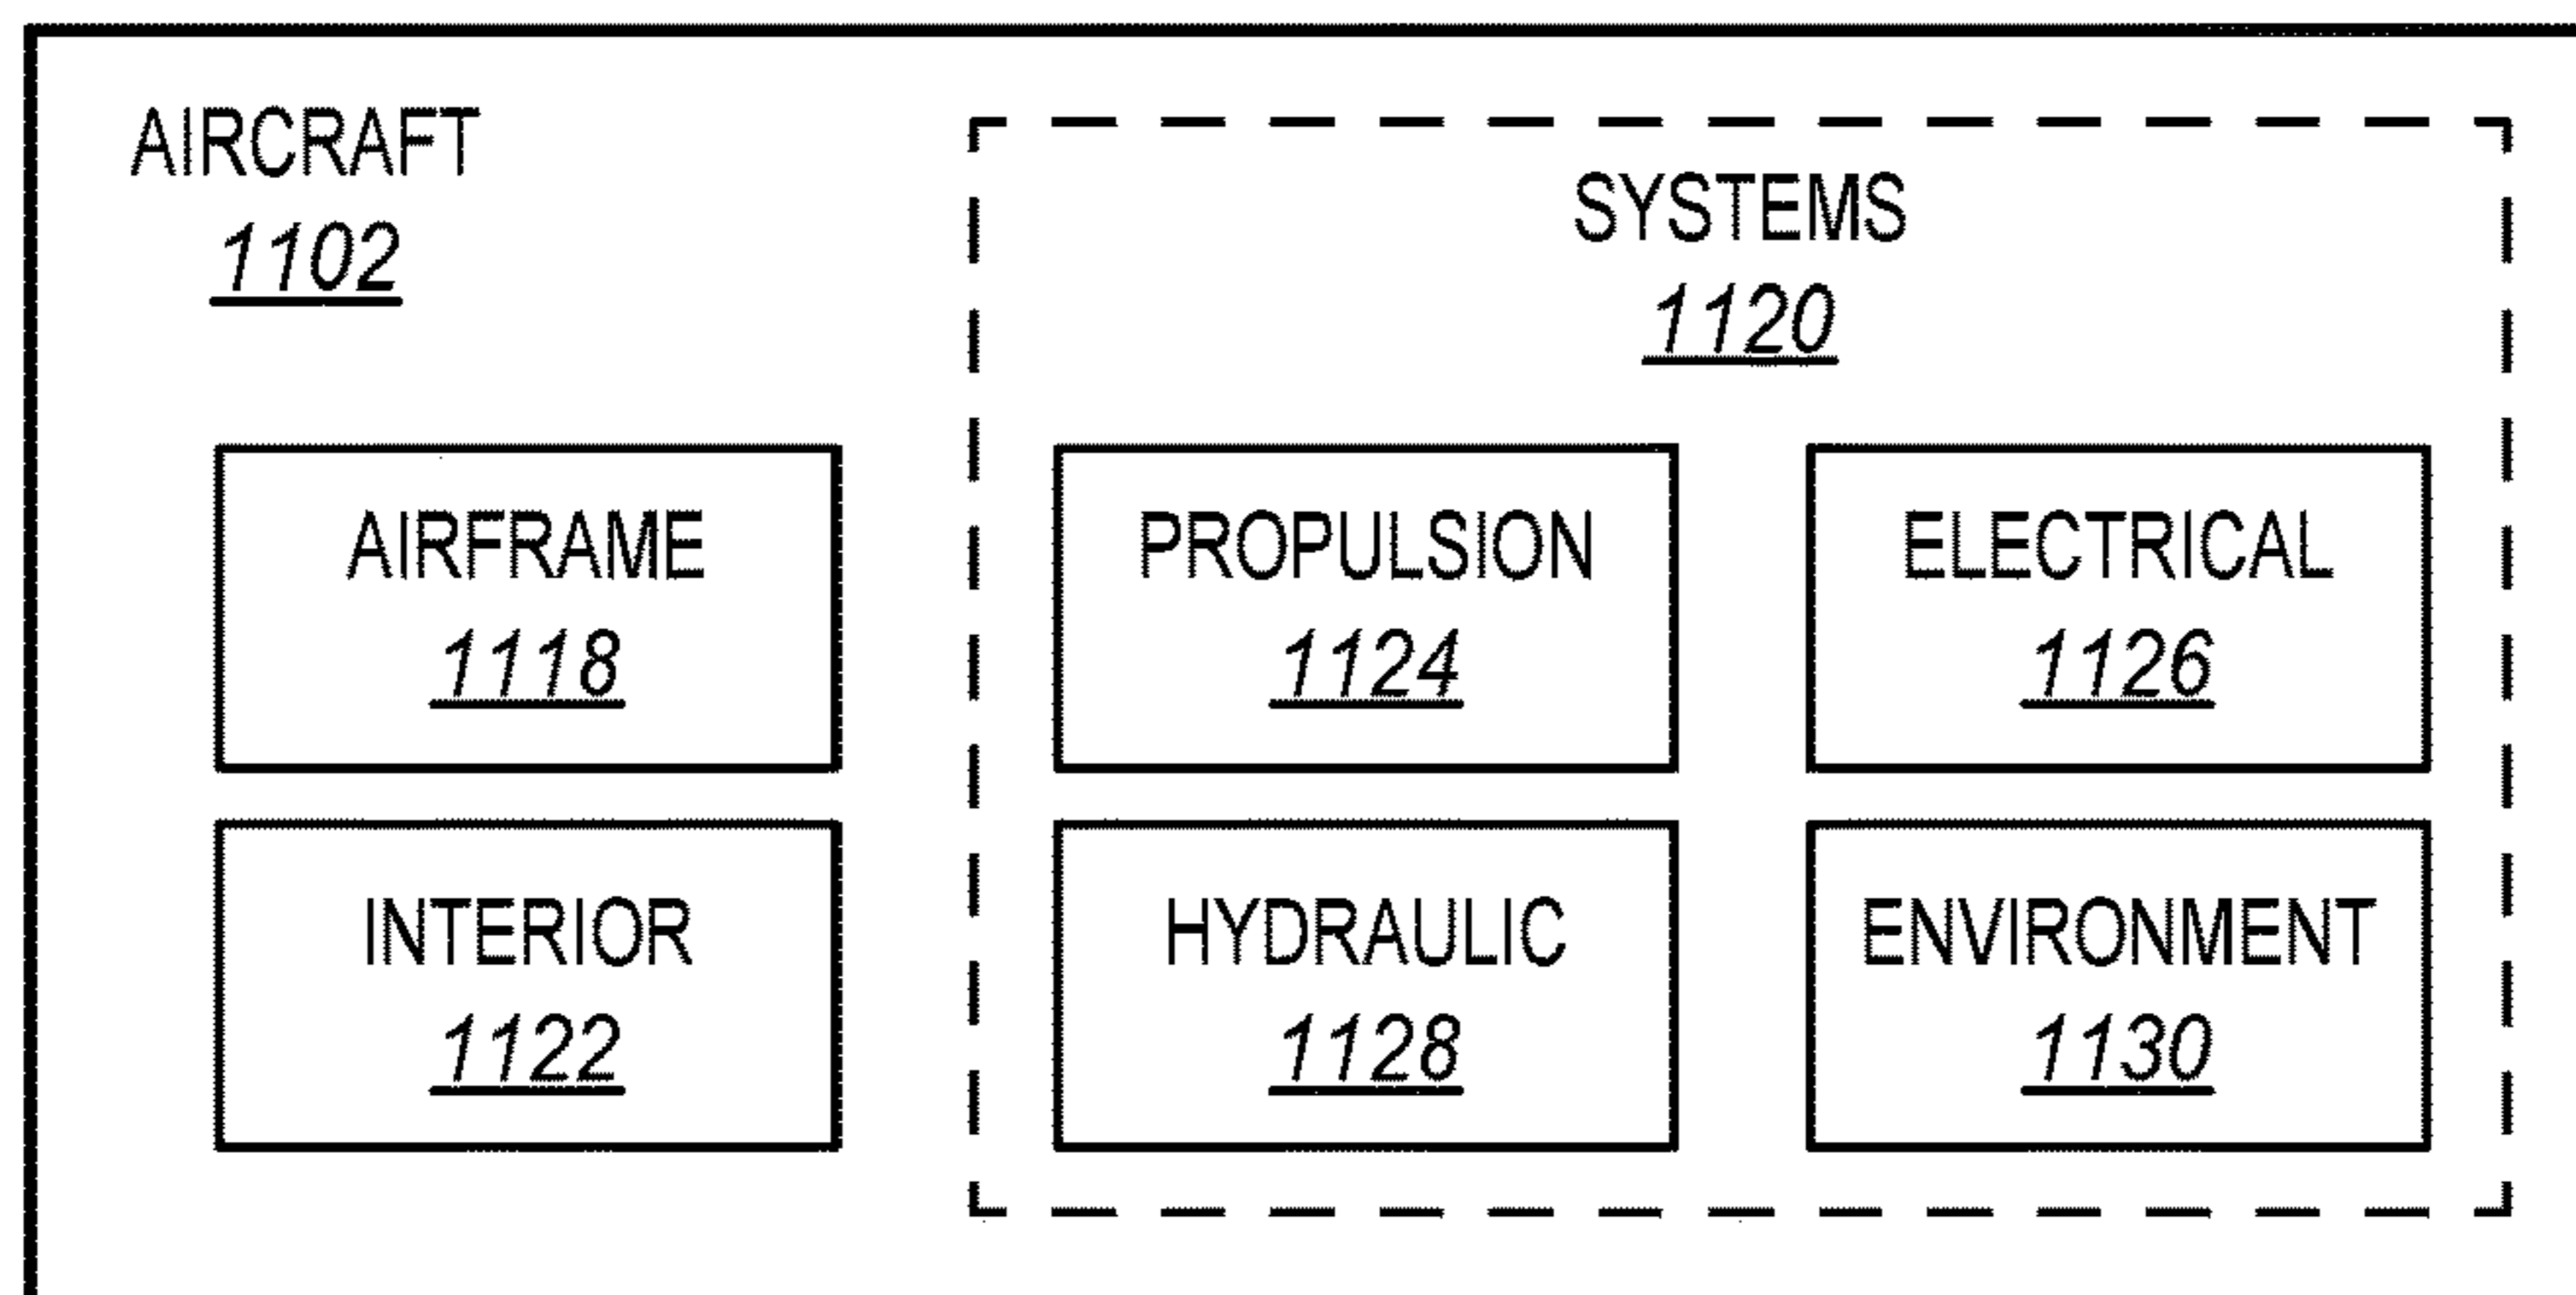 AIRCRAFT
1102
SYSTEMS
1120
AIRFRAME
1118
PROPULSION
1124
ELECTRICAL
1126
INTERIOR
1122
HYDRAULIC
1128
ENVIRONMENT
1130